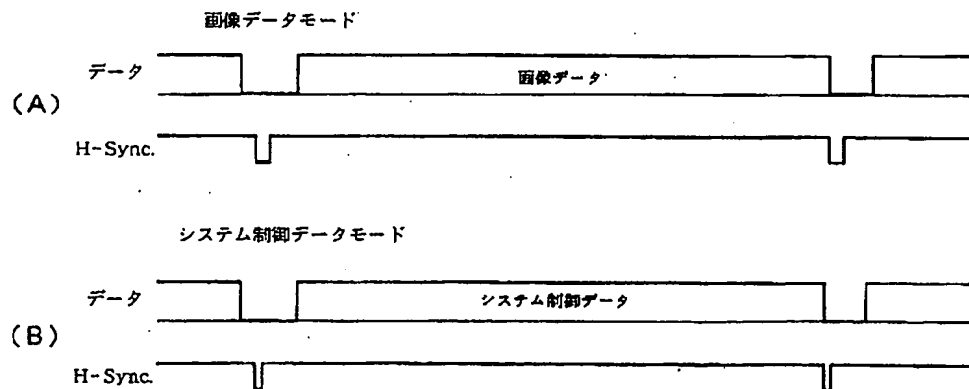 画像データモード
データ
画像データ
(A)
H-Sync.
システム制御データモード
データ
システム制御データ
(B)
H-Sync.